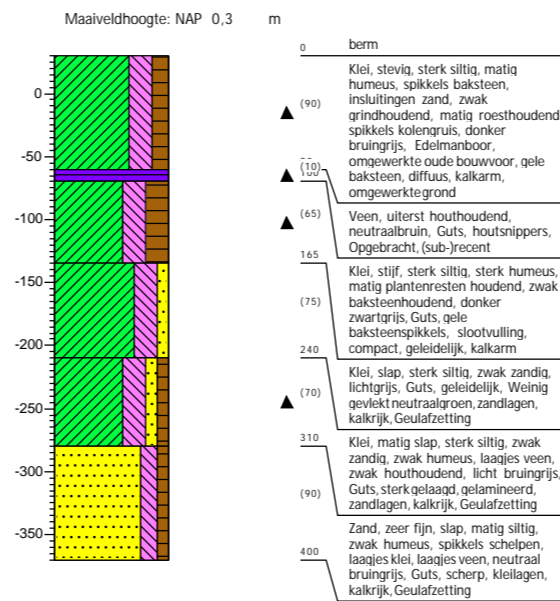 Maaiveldhoogte: NAP 0,3 m
0
-50
-100
-150
-200
-250
-300
-350
0
(90)
(10)
100
(65)
165
(75)
240
(70)
310
(90)
400
berm
Klei, stevig, sterk siltig, matig
humeus, spikkels baksteen,
insluitingen zand, zwak
grindhoudend, matig roesthoudend,
spikkels kolengruis, donker
bruingrijs, Edelmanboor,
omgewerkte oude bouwvoor, gele
baksteen, diffuus, kalkarm,
omgewerktegrond
Veen, uiterst houthoudend,
neutraalbruin, Guts, houtsnippers,
Opgebracht, (sub-)recent
Klei, stijf, sterk siltig, sterk humeus,
matig plantenresten houdend, zwak
baksteenhoudend, donker
zwartgrijs, Guts, gele
baksteenspikkels, slootvulling,
compact, geleidelijk, kalkarm
Klei, slap, sterk siltig, zwak zandig,
lichtgrijs, Guts, geleidelijk, Weinig
gevlekt neutraalgroen, zandlagen,
kalkrijk, Geulafzetting
Klei, matig slap, sterk siltig, zwak
zandig, zwak humeus, laagjes veen,
zwak houthoudend, licht bruingrijs,
Guts, sterk gelaagd, gelamineerd,
zandlagen, kalkrijk, Geulafzetting
Zand, zeer fijn, slap, matig siltig,
zwak humeus, spikkels schelpen,
laagjes klei, laagjes veen, neutraal
bruingrijs, Guts, scherp, kleilagen,
kalkrijk, Geulafzetting